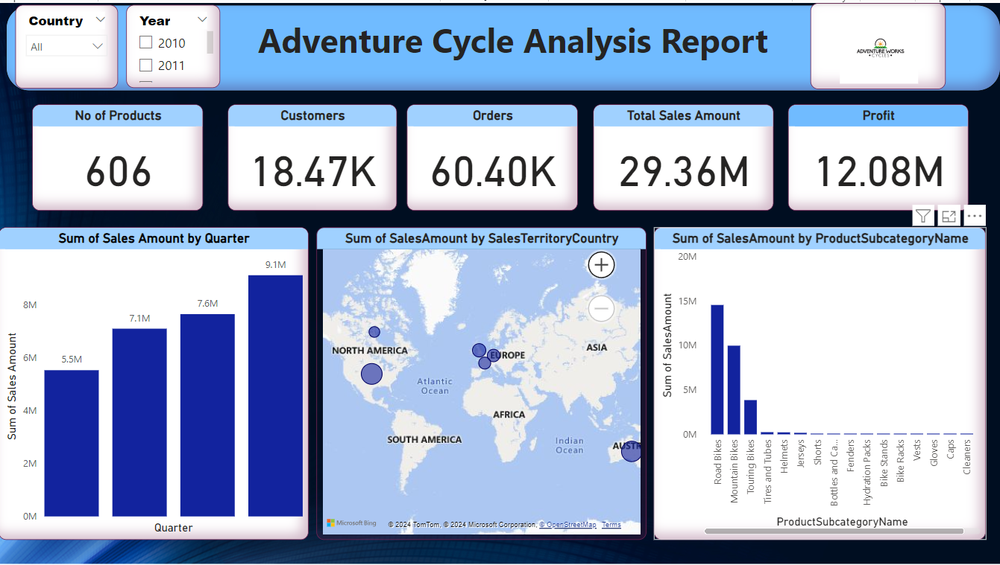 Country
All
Year
2010
2011
Adventure Cycle Analysis Report
ADVENTURE WORKS
• CYCLES •
No of Products
606
Customers
18.47K
Orders
60.40K
Total Sales Amount
29.36M
Profit
12.08M
Sum of Sales Amount by Quarter
Sum of Sales Amount
8M
6M
4M
2M
0M
5.5M
7.1M
7.6M
9.1M
Quarter
Sum of SalesAmount by SalesTerritoryCountry
NORTH AMERICA
EUROPE
ASIA
Atlantic
Ocean
AFRICA
SOUTH AMERICA
Indian
Ocean
AUSTR
Microsoft Bing
© 2024 TomTom, © 2024 Microsoft Corporation, © OpenStreetMap Terms
Sum of SalesAmount by ProductSubcategoryName
Sum of SalesAmount
20M
15M
10M
5M
0M
Road Bikes
Mountain Bikes
Touring Bikes
Tires and Tubes
Helmets
Jerseys
Shorts
Bottles and Ca...
Fenders
Hydration Packs
Bike Stands
Bike Racks
Vests
Gloves
Caps
Cleaners
ProductSubcategoryName